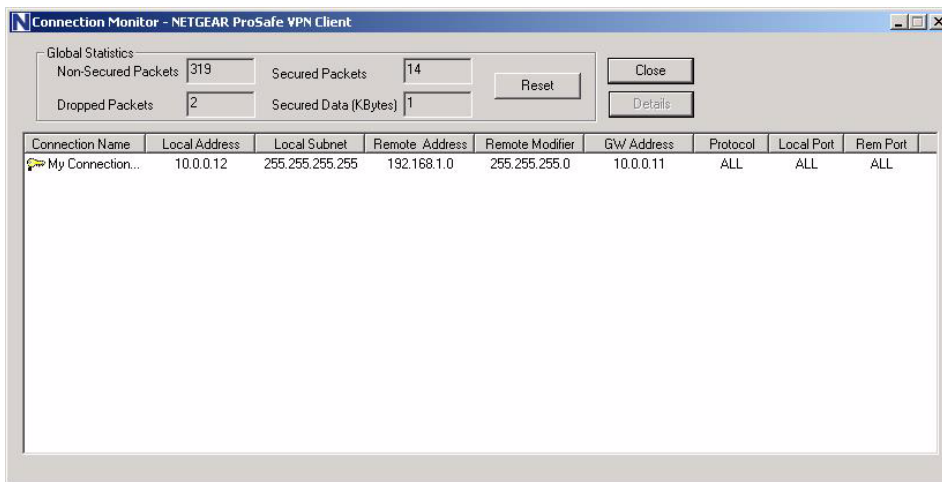 N Connection Monitor - NETGEAR ProSafe VPN Client
Global Statistics
Non-Secured Packets 319 Secured Packets 14
Reset
Close
Dropped Packets 2 Secured Data (KBytes) 1
Details
Connection Name Local Address Local Subnet Remote Address Remote Modifier GW Address Protocol Local Port Rem Port
My Connection... 10.0.0.12 255.255.255.255 192.168.1.0 255.255.255.0 10.0.0.11 ALL ALL ALL